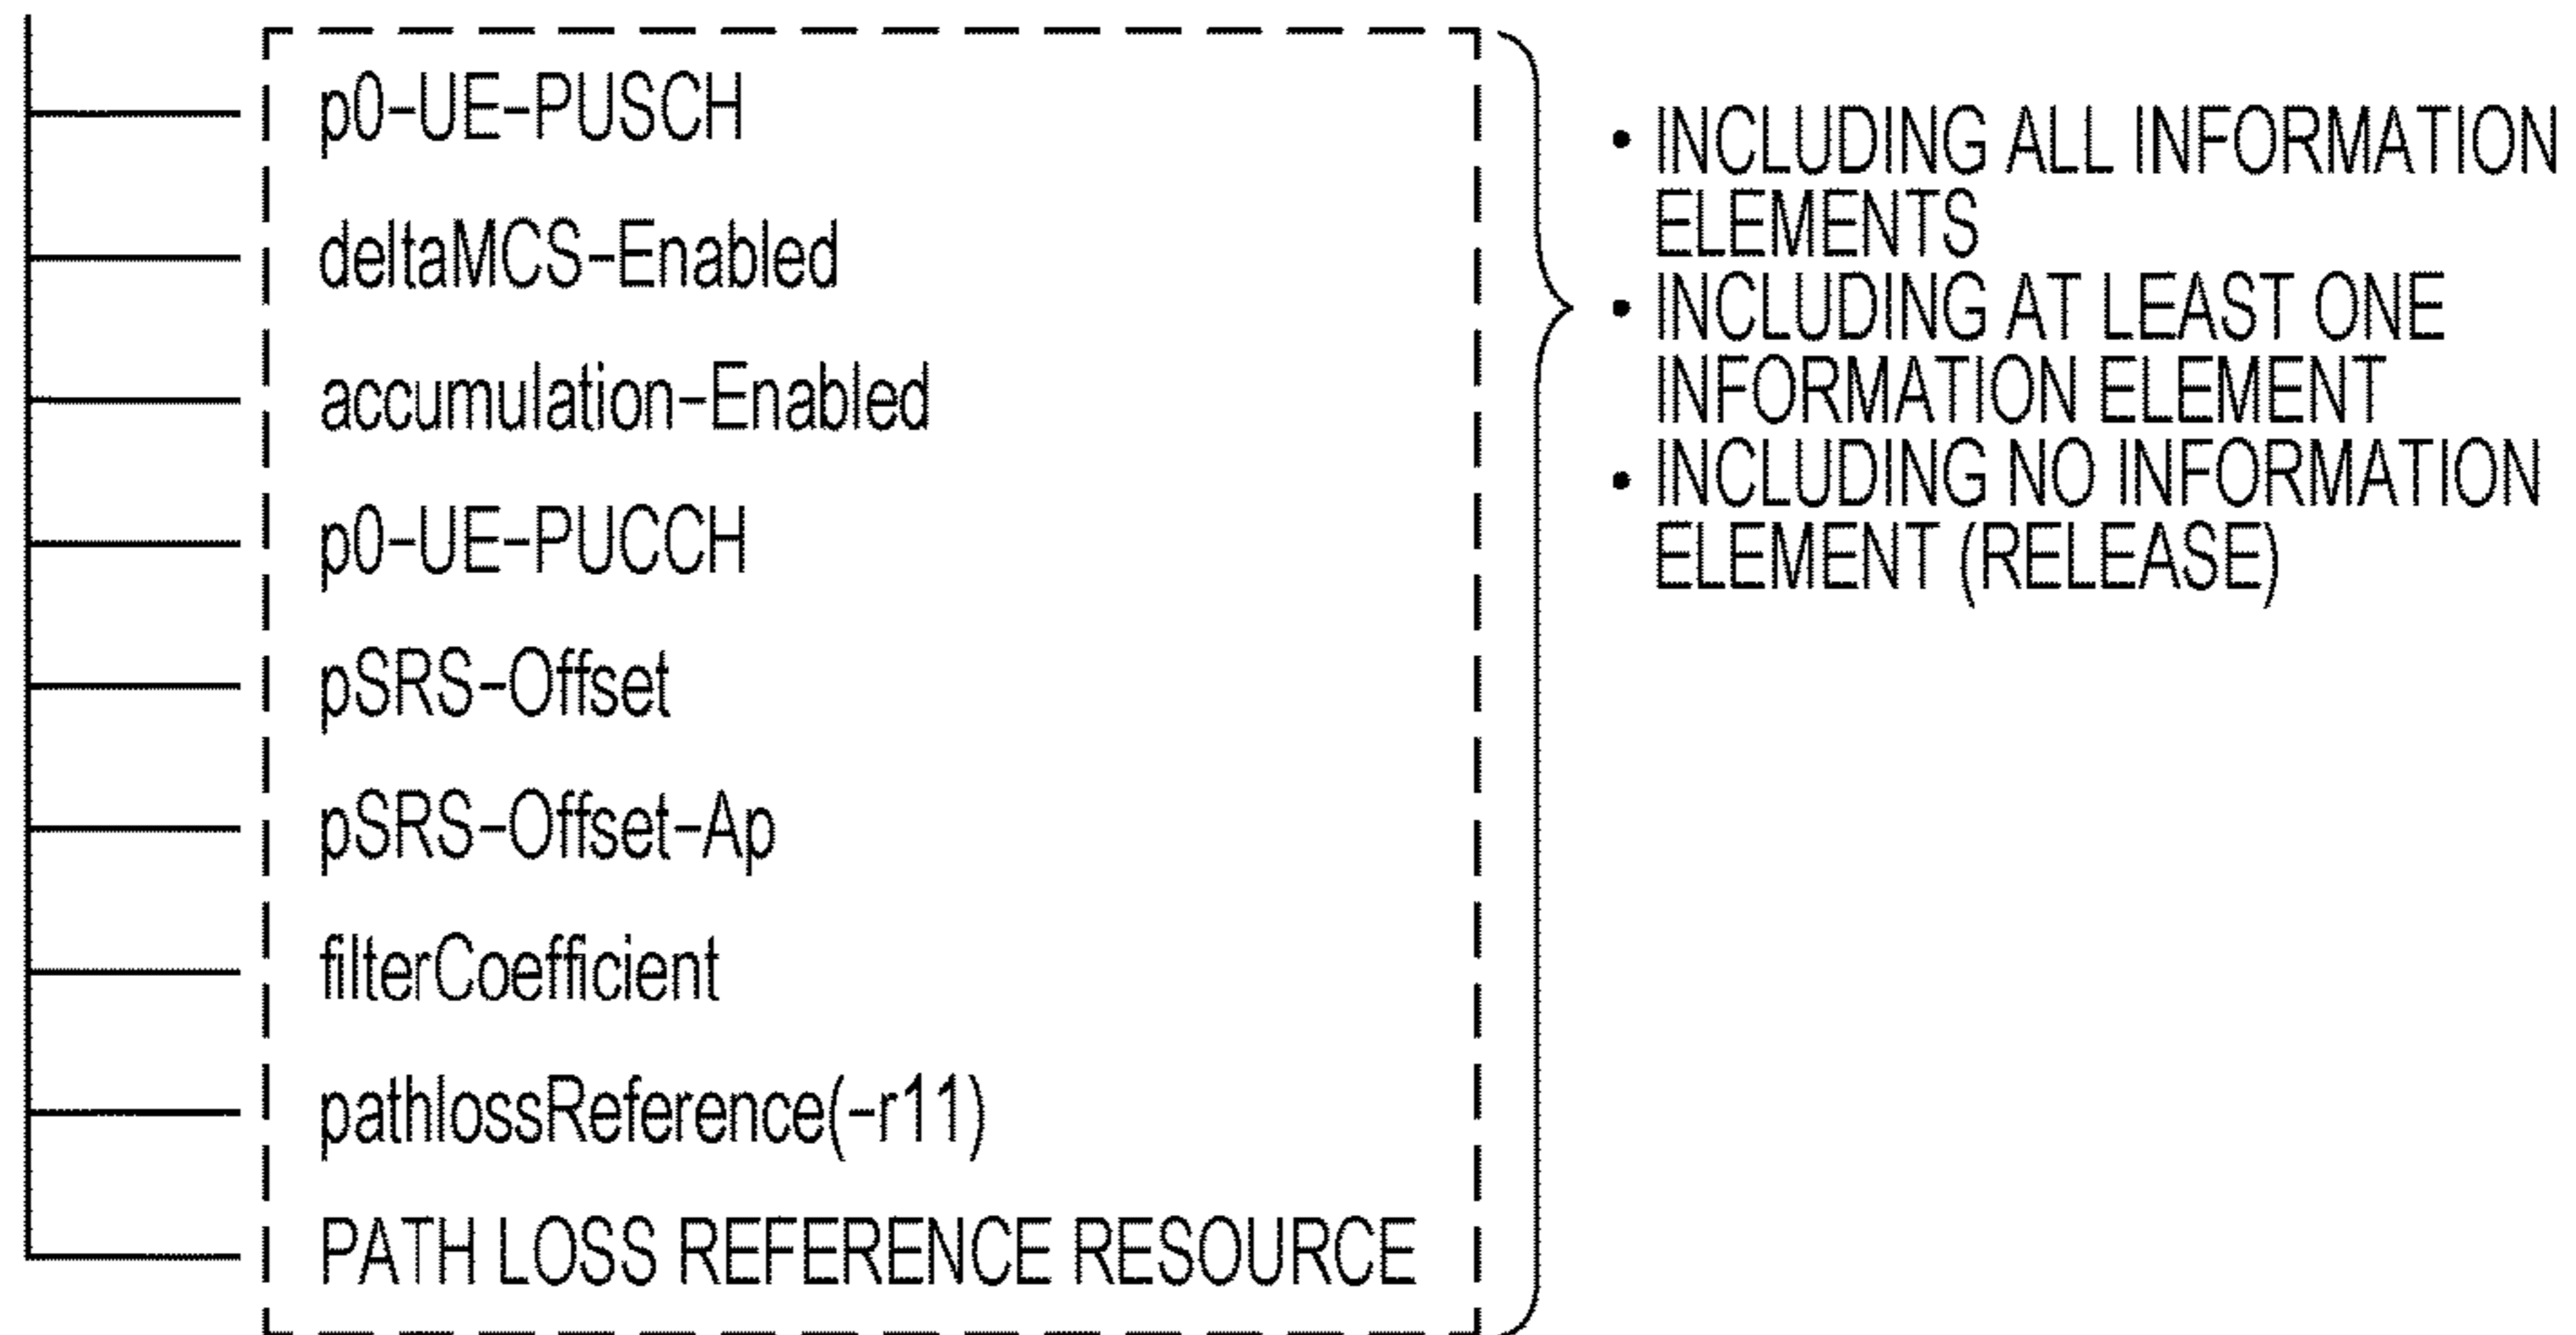 p0-UE-PUSCH
deltaMCS-Enabled
accumulation-Enabled
p0-UE-PUCCH
pSRS-Offset
pSRS-Offset-Ap
filterCoefficient
pathlossReference(-r11)
PATH LOSS REFERENCE RESOURCE
• INCLUDING ALL INFORMATION
ELEMENTS
• INCLUDING AT LEAST ONE
INFORMATION ELEMENT
• INCLUDING NO INFORMATION
ELEMENT (RELEASE)